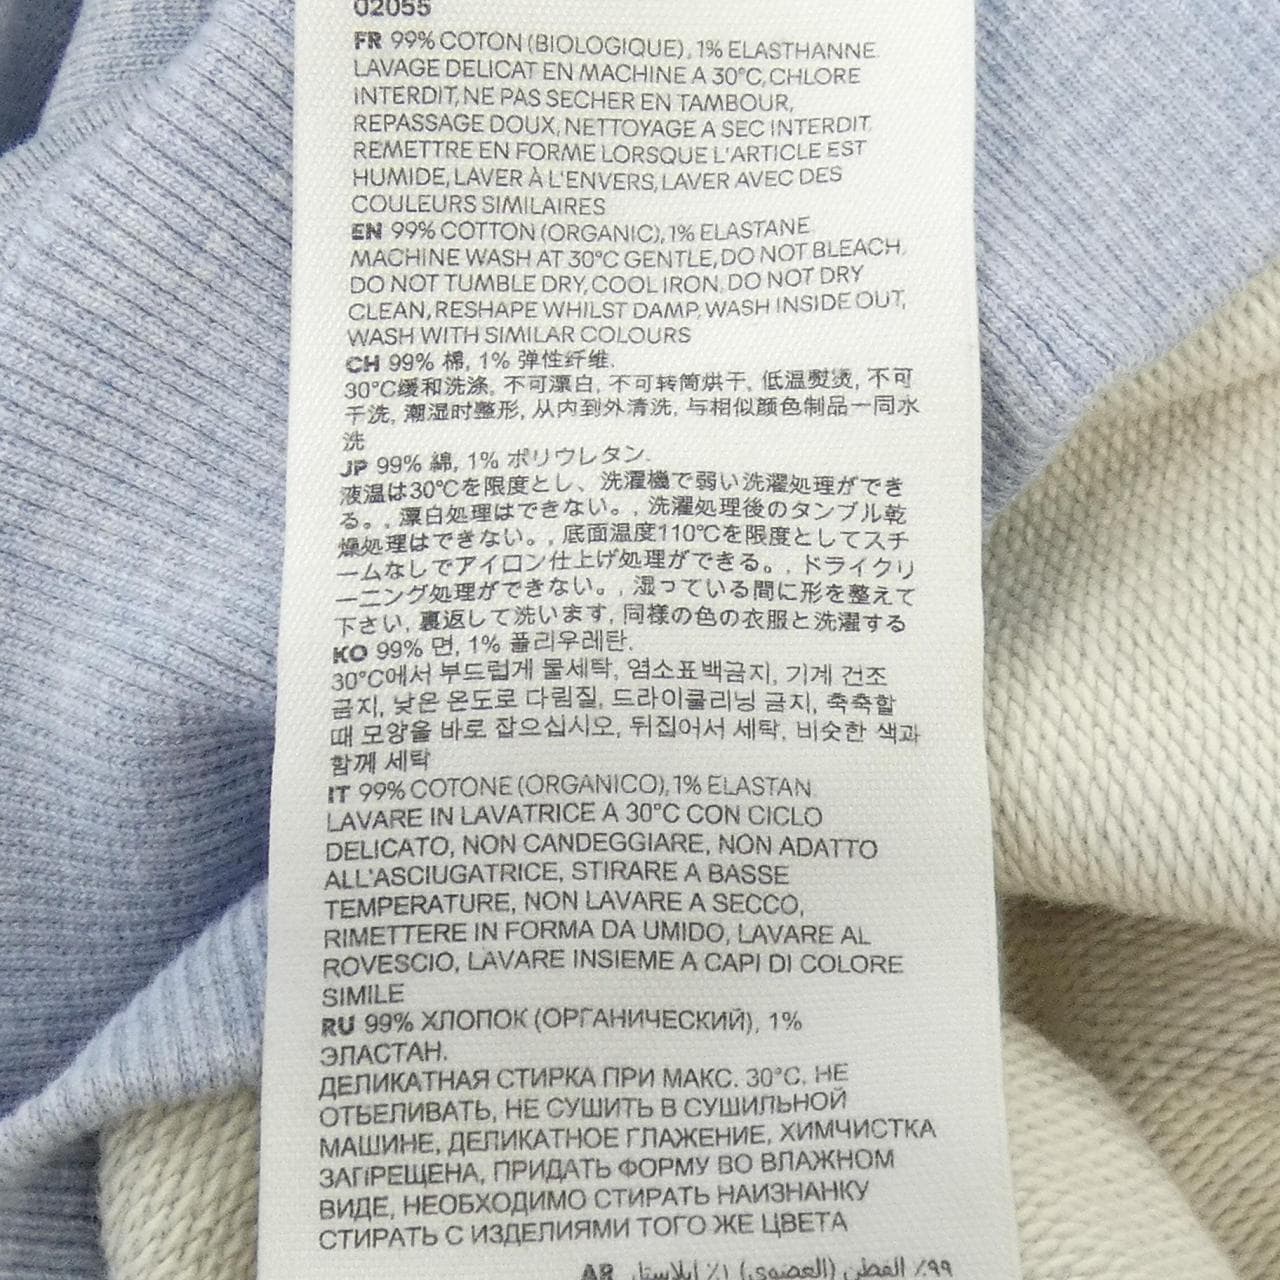 02055
FR 99% COTON (BIOLOGIQUE), 1% ELASTHANNE.
LAVAGE DELICAT EN MACHINE A 30°C, CHLORE
INTERDIT, NE PAS SECHER EN TAMBOUR,
REPASSAGE DOUX, NETTOYAGE A SEC INTERDIT,
REMETTRE EN FORME LORSQUE L'ARTICLE EST
HUMIDE, LAVER À L'ENVERS, LAVER AVEC DES
COULEURS SIMILAIRES
EN 99% COTTON (ORGANIC), 1% ELASTANE.
MACHINE WASH AT 30°C GENTLE, DO NOT BLEACH,
DO NOT TUMBLE DRY, COOL IRON, DO NOT DRY
CLEAN, RESHAPE WHILST DAMP, WASH INSIDE OUT,
WASH WITH SIMILAR COLOURS
CH 99% 棉, 1% 弹性纤维.
30°C缓和洗涤, 不可漂白, 不可转筒烘干, 低温熨烫, 不可
干洗, 潮湿时整形, 从内到外清洗, 与相似颜色制品一同水
洗
JP 99% 綿, 1% ポリウレタン.
液温は30℃を限度とし、洗濯機で弱い洗濯処理ができ
る。, 漂白処理はできない。, 洗濯処理後のタンブル乾
燥処理はできない。, 底面温度110℃を限度としてスチ
ームなしでアイロン仕上げ処理ができる。, ドライクリ
ーニング処理ができない。, 湿っている間に形を整えて
下さい, 裏返して洗います, 同様の色の衣服と洗濯する
KO 99% 면, 1% 폴리우레탄.
30°C에서 부드럽게 물세탁, 염소표백금지, 기계 건조
금지, 낮은 온도로 다림질, 드라이클리닝 금지, 축축할
때 모양을 바로 잡으십시오, 뒤집어서 세탁, 비슷한 색과
함께 세탁
IT 99% COTONE (ORGANICO), 1% ELASTAN.
LAVARE IN LAVATRICE A 30°C CON CICLO
DELICATO, NON CANDEGGIARE, NON ADATTO
ALL'ASCIUGATRICE, STIRARE A BASSE
TEMPERATURE, NON LAVARE A SECCO,
RIMETTERE IN FORMA DA UMIDO, LAVARE AL
ROVESCIO, LAVARE INSIEME A CAPI DI COLORE
SIMILE
RU 99% ХЛОПОК (ОРГАНИЧЕСКИЙ), 1%
ЭЛАСТАН.
ДЕЛИКАТНАЯ СТИРКА ПРИ МАКС. 30°C, НЕ
ОТБЕЛИВАТЬ, НЕ СУШИТЬ В СУШИЛЬНОЙ
МАШИНЕ, ДЕЛИКАТНОЕ ГЛАЖЕНИЕ, ХИМЧИСТКА
ЗАПРЕЩЕНА, ПРИДАТЬ ФОРМУ ВО ВЛАЖНОМ
ВИДЕ, НЕОБХОДИМО СТИРАТЬ НАИЗНАНКУ
СТИРАТЬ С ИЗДЕЛИЯМИ ТОГО ЖЕ ЦВЕТА
AR ٩٩٪ القطن (العضوي) ١٪ إيلاستان